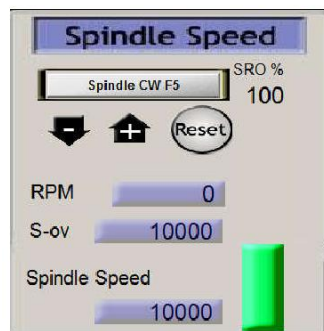 Spindle Speed
SRO %
Spindle CW F5
100
- + Reset
RPM 0
S-ov 10000
Spindle Speed
10000